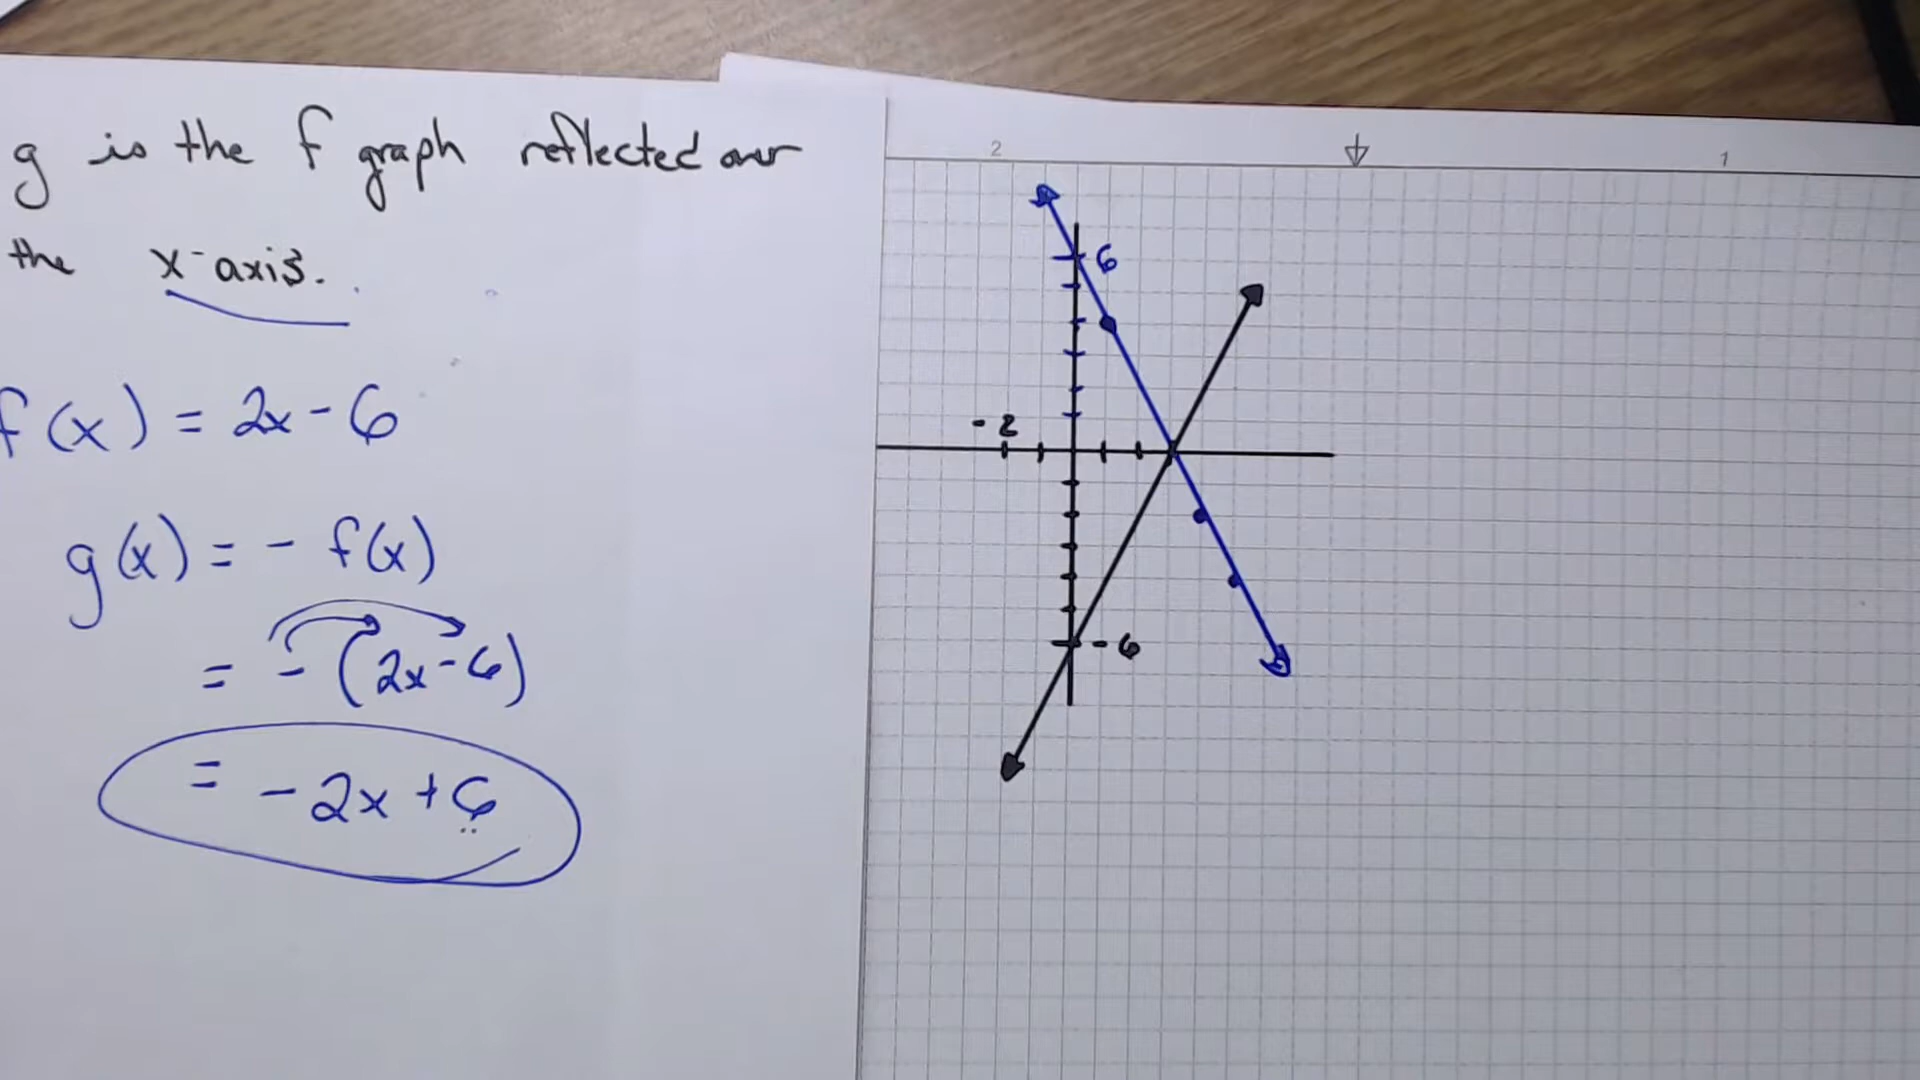 g is the f graph reflected over
the x-axis.
f(x) = 2x - 6
g(x) = - f(x)
= - (2x - 6)
= - 2x + 6
2
1
6
- 2
- 6